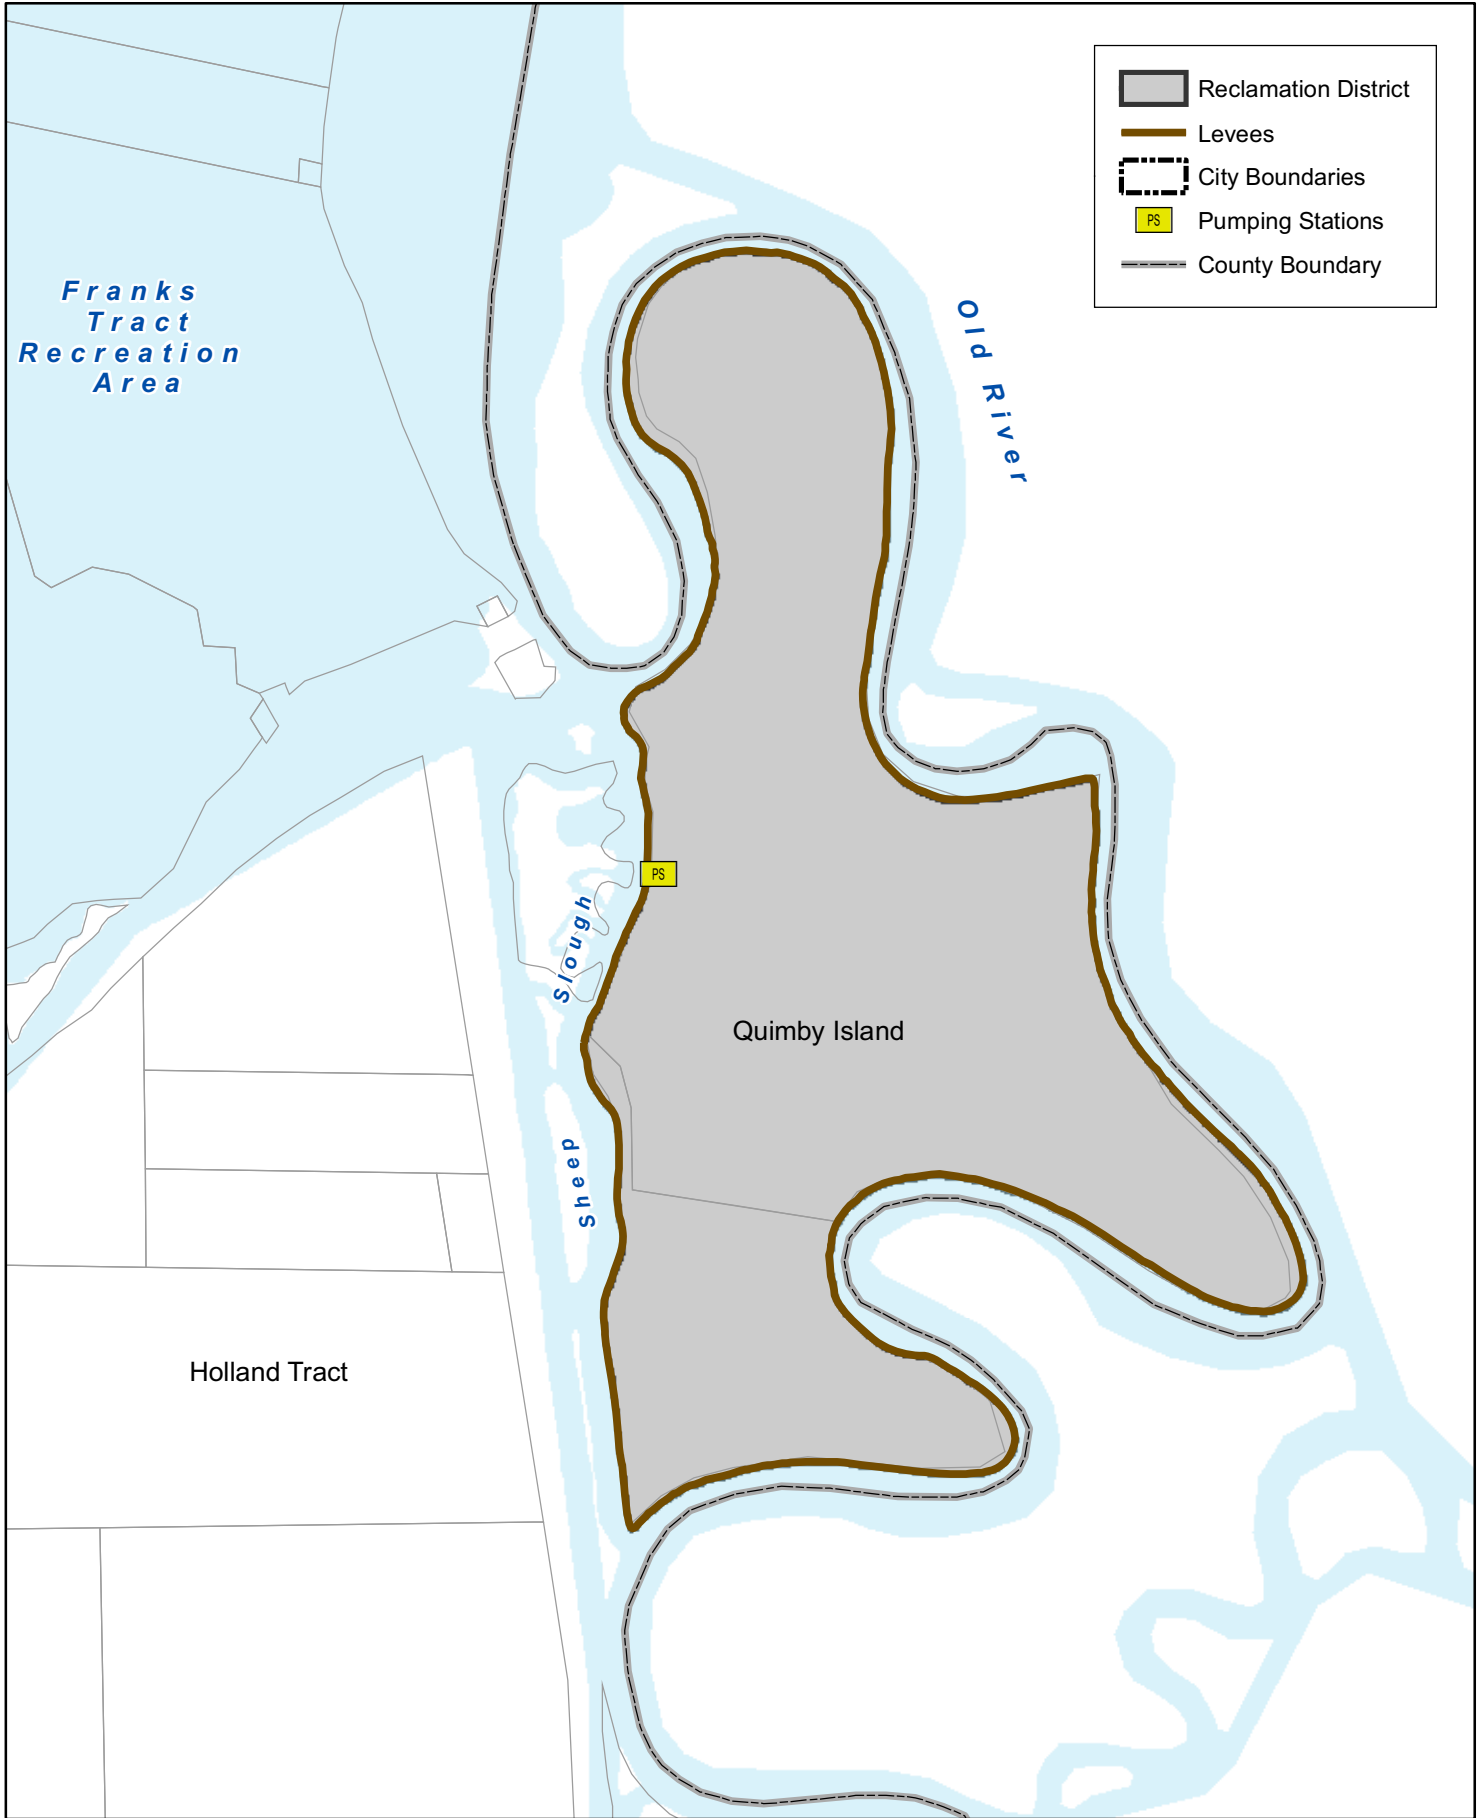 Reclamation District
Levees
City Boundaries
PS Pumping Stations
County Boundary
Franks
Tract
Recreation
Area
Old River
PS
Slough
Quimby Island
Sheep
Holland Tract